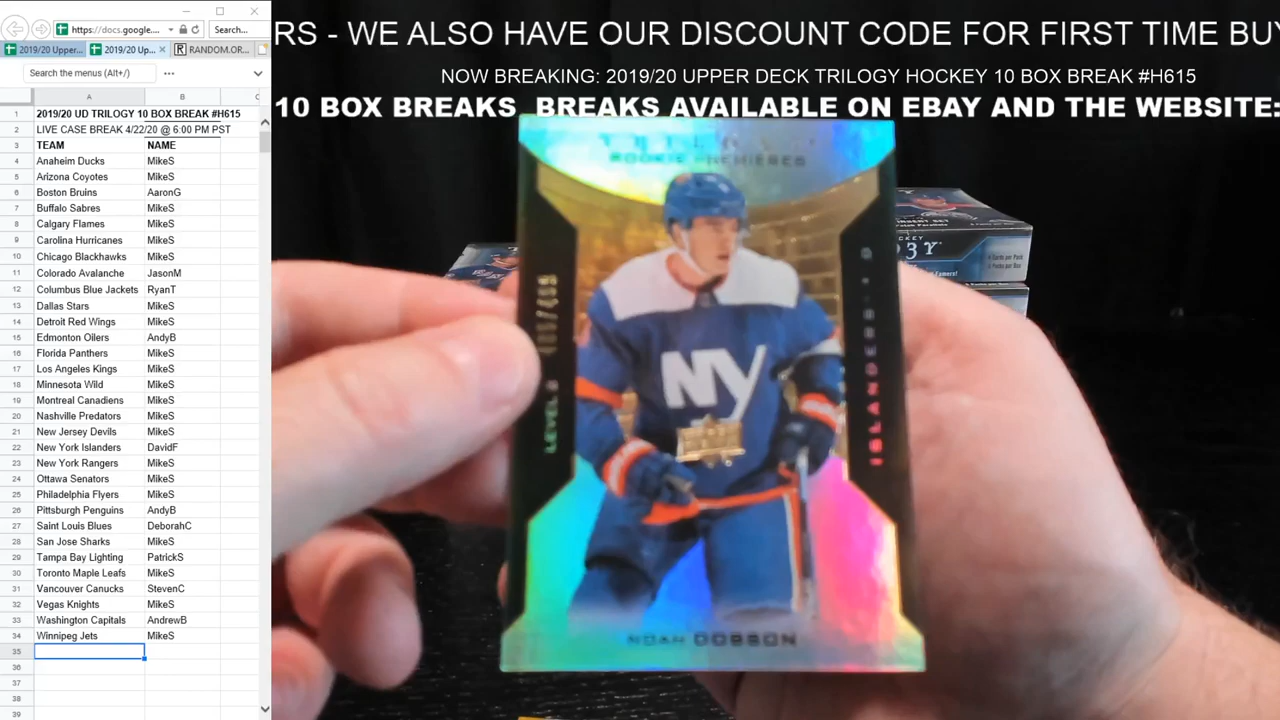 https://docs.google....
Search...
2019/20 Upper...
2019/20 Up...
RANDOM.OR...
Search the menus (Alt+/)
A B C
1 2019/20 UD TRILOGY 10 BOX BREAK #H615
2 LIVE CASE BREAK 4/22/20 @ 6:00 PM PST
3 TEAM NAME
4 Anaheim Ducks MikeS
5 Arizona Coyotes MikeS
6 Boston Bruins AaronG
7 Buffalo Sabres MikeS
8 Calgary Flames MikeS
9 Carolina Hurricanes MikeS
10 Chicago Blackhawks MikeS
11 Colorado Avalanche JasonM
12 Columbus Blue Jackets RyanT
13 Dallas Stars MikeS
14 Detroit Red Wings MikeS
15 Edmonton Oilers AndyB
16 Florida Panthers MikeS
17 Los Angeles Kings MikeS
18 Minnesota Wild MikeS
19 Montreal Canadiens MikeS
20 Nashville Predators MikeS
21 New Jersey Devils MikeS
22 New York Islanders DavidF
23 New York Rangers MikeS
24 Ottawa Senators MikeS
25 Philadelphia Flyers MikeS
26 Pittsburgh Penguins AndyB
27 Saint Louis Blues DeborahC
28 San Jose Sharks MikeS
29 Tampa Bay Lighting PatrickS
30 Toronto Maple Leafs MikeS
31 Vancouver Canucks StevenC
32 Vegas Knights MikeS
33 Washington Capitals AndrewB
34 Winnipeg Jets MikeS
35
36
37
38
39
RS - WE ALSO HAVE OUR DISCOUNT CODE FOR FIRST TIME BUY
NOW BREAKING: 2019/20 UPPER DECK TRILOGY HOCKEY 10 BOX BREAK #H615
10 BOX BREAKS BREAKS AVAILABLE ON EBAY AND THE WEBSITE:
ROOKIE PREMIERES
LEVEL 2
ISLANDERS
NY
NOAH DOBSON